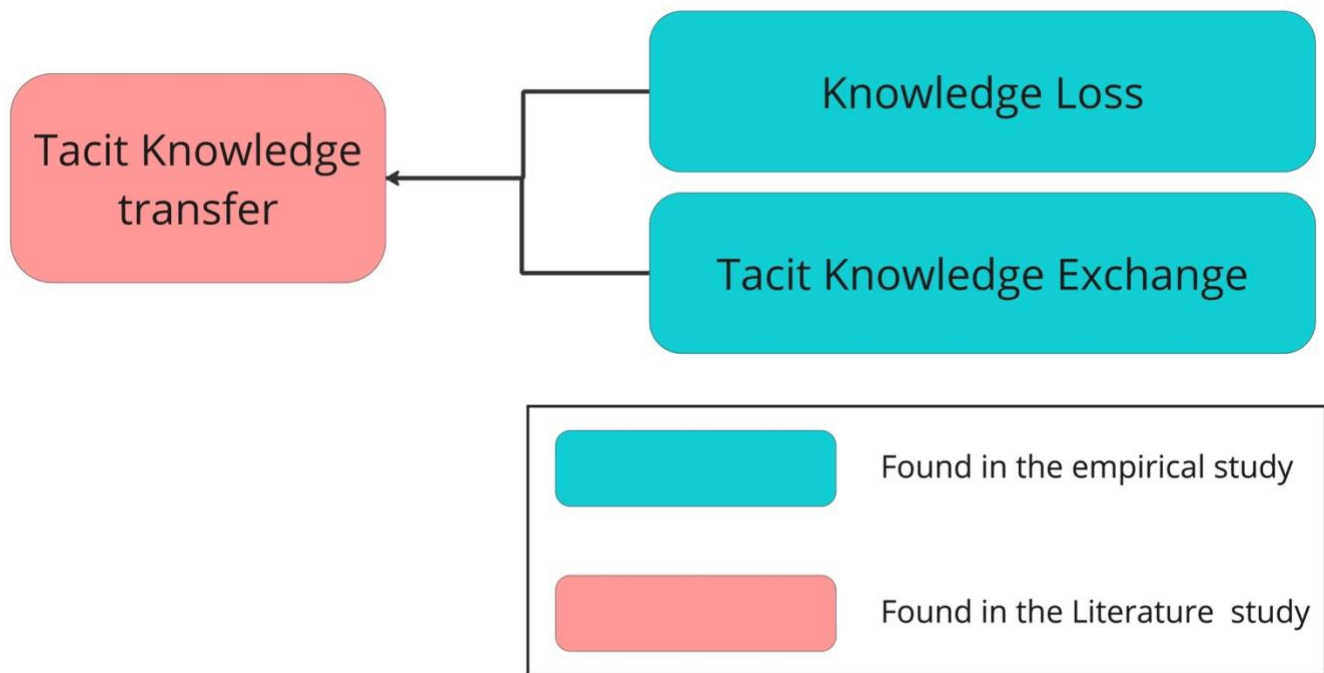 Tacit Knowledge
transfer
Knowledge Loss
Tacit Knowledge Exchange
Found in the empirical study
Found in the Literature study